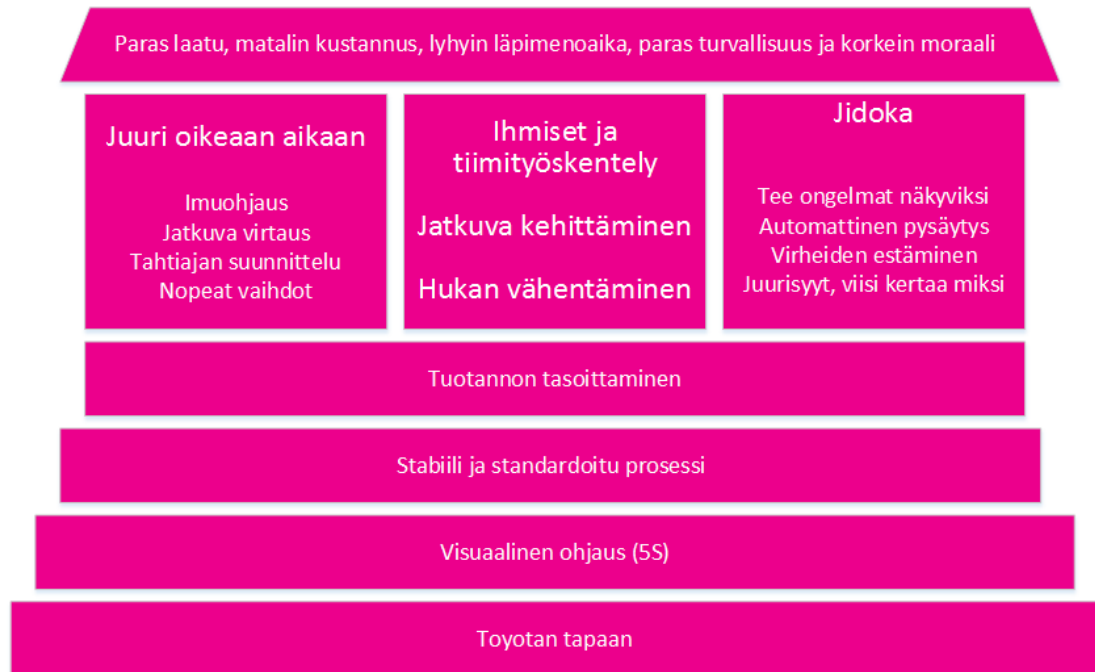 Paras laatu, matalin kustannus, lyhyin läpimenoaika, paras turvallisuus ja korkein moraali
Juuri oikeaan aikaan
Imuohjaus
Jatkuva virtaus
Tahtiajan suunnittelu
Nopeat vaihdot
Ihmiset ja
tiimityöskentely
Jatkuva kehittäminen
Hukan vähentäminen
Jidoka
Tee ongelmat näkyviksi
Automattinen pysäytys
Virheiden estäminen
Juurisyyt, viisi kertaa miksi
Tuotannon tasoittaminen
Stabiili ja standardoitu prosessi
Visuaalinen ohjaus (5S)
Toyotan tapaan